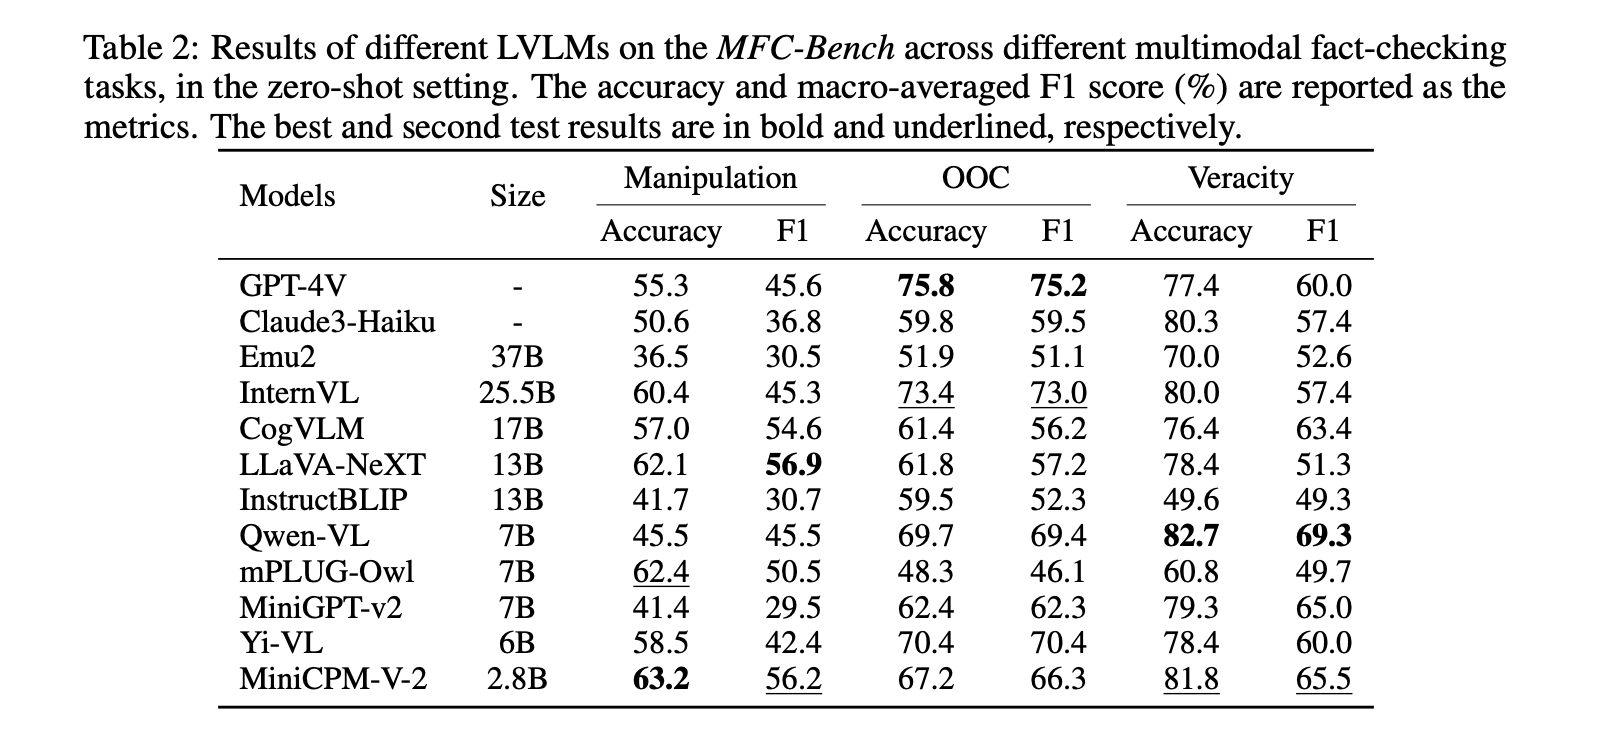 Table 2: Results of different LVLMs on the MFC-Bench across different multimodal fact-checking
tasks, in the zero-shot setting. The accuracy and macro-averaged F1 score (%) are reported as the
metrics. The best and second test results are in bold and underlined, respectively.
Models Size Manipulation OOC Veracity
Accuracy F1 Accuracy F1 Accuracy F1
GPT-4V - 55.3 45.6 75.8 75.2 77.4 60.0
Claude3-Haiku - 50.6 36.8 59.8 59.5 80.3 57.4
Emu2 37B 36.5 30.5 51.9 51.1 70.0 52.6
InternVL 25.5B 60.4 45.3 73.4 73.0 80.0 57.4
CogVLM 17B 57.0 54.6 61.4 56.2 76.4 63.4
LLaVA-NeXT 13B 62.1 56.9 61.8 57.2 78.4 51.3
InstructBLIP 13B 41.7 30.7 59.5 52.3 49.6 49.3
Qwen-VL 7B 45.5 45.5 69.7 69.4 82.7 69.3
mPLUG-Owl 7B 62.4 50.5 48.3 46.1 60.8 49.7
MiniGPT-v2 7B 41.4 29.5 62.4 62.3 79.3 65.0
Yi-VL 6B 58.5 42.4 70.4 70.4 78.4 60.0
MiniCPM-V-2 2.8B 63.2 56.2 67.2 66.3 81.8 65.5